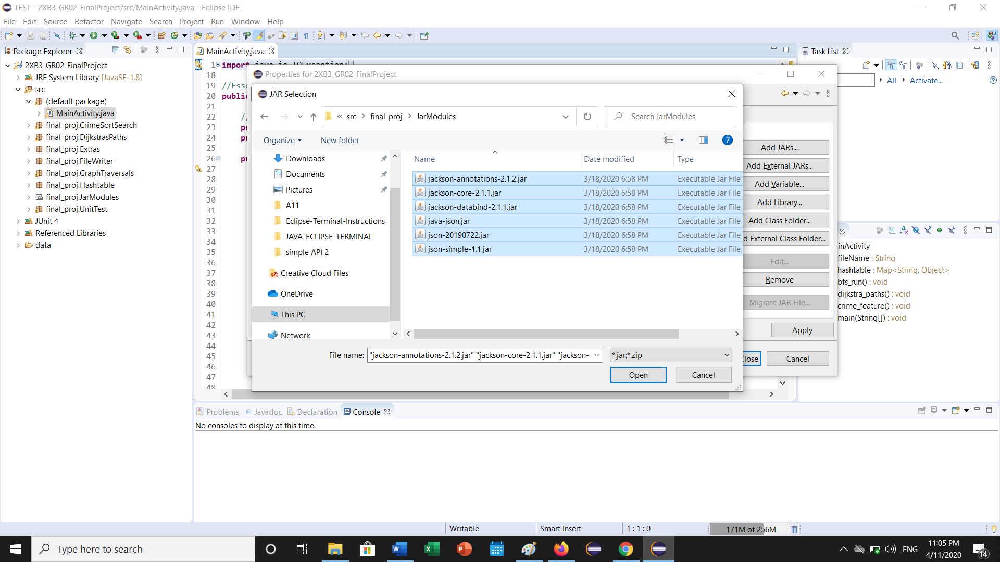 TEST - 2XB3_GR02_FinalProject/src/MainActivity.java - Eclipse IDE
File Edit Source Refactor Navigate Search Project Run Window Help
Package Explorer
2XB3_GR02_FinalProject
JRE System Library [JavaSE-1.8]
src
(default package)
MainActivity.java
final_proj.CrimeSortSearch
final_proj.DijkstrasPaths
final_proj.Extras
final_proj.FileWriter
final_proj.GraphTraversals
final_proj.Hashtable
final_proj.JarModules
final_proj.UnitTest
JUnit 4
Referenced Libraries
data
MainActivity.java
1 import java.io.IOException;
18
19 //Esse
20 public
21
22 //
23 pr
24 pr
25
26 pr
27
28
29
30
31
32
33
34
35
36
37
38
39
40
41
42
43
44
45
46
47
48
Properties for 2XB3_GR02_FinalProject
JAR Selection
« src > final_proj > JarModules
Search JarModules
Organize New folder
Downloads
Documents
Pictures
A11
Eclipse-Terminal-Instructions
JAVA-ECLIPSE-TERMINAL
simple API 2
Creative Cloud Files
OneDrive
This PC
Network
Name Date modified Type
jackson-annotations-2.1.2.jar 3/18/2020 6:58 PM Executable Jar File
jackson-core-2.1.1.jar 3/18/2020 6:58 PM Executable Jar File
jackson-databind-2.1.1.jar 3/18/2020 6:58 PM Executable Jar File
java-json.jar 3/18/2020 6:58 PM Executable Jar File
json-20190722.jar 3/18/2020 6:58 PM Executable Jar File
json-simple-1.1.jar 3/18/2020 6:58 PM Executable Jar File
File name: "jackson-annotations-2.1.2.jar" "jackson-core-2.1.1.jar" "jackson-
*.jar;*.zip
Open Cancel
Add JARs...
Add External JARs...
Add Variable...
Add Library...
Add Class Folder...
d External Class Folder...
Edit...
Remove
Migrate JAR File...
Apply
Close Cancel
Task List
All Activate...
inActivity
fileName : String
hashtable : Map<String, Object>
bfs_run() : void
dijkstra_paths() : void
crime_feature() : void
main(String[]) : void
Problems Javadoc Declaration Console
No consoles to display at this time.
Writable Smart Insert 1 : 1 : 0 171M of 256M
Type here to search
ENG
11:05 PM
4/11/2020
14